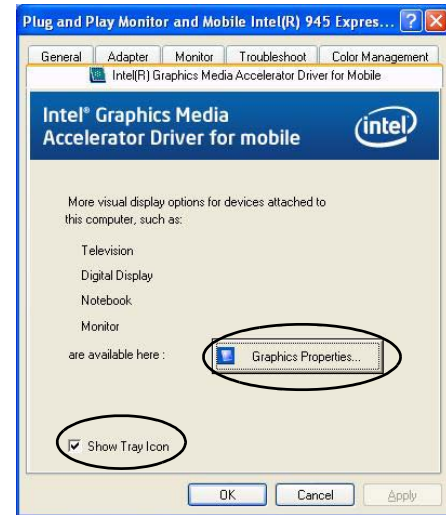 Plug and Play Monitor and Mobile Intel(R) 945 Expres... ?
General Adapter Monitor Troubleshoot Color Management
Intel(R) Graphics Media Accelerator Driver for Mobile
Intel® Graphics Media
Accelerator Driver for mobile
intel
More visual display options for devices attached to
this computer, such as:
Television
Digital Display
Notebook
Monitor
are available here :
Graphics Properties...
Show Tray Icon
OK Cancel Apply